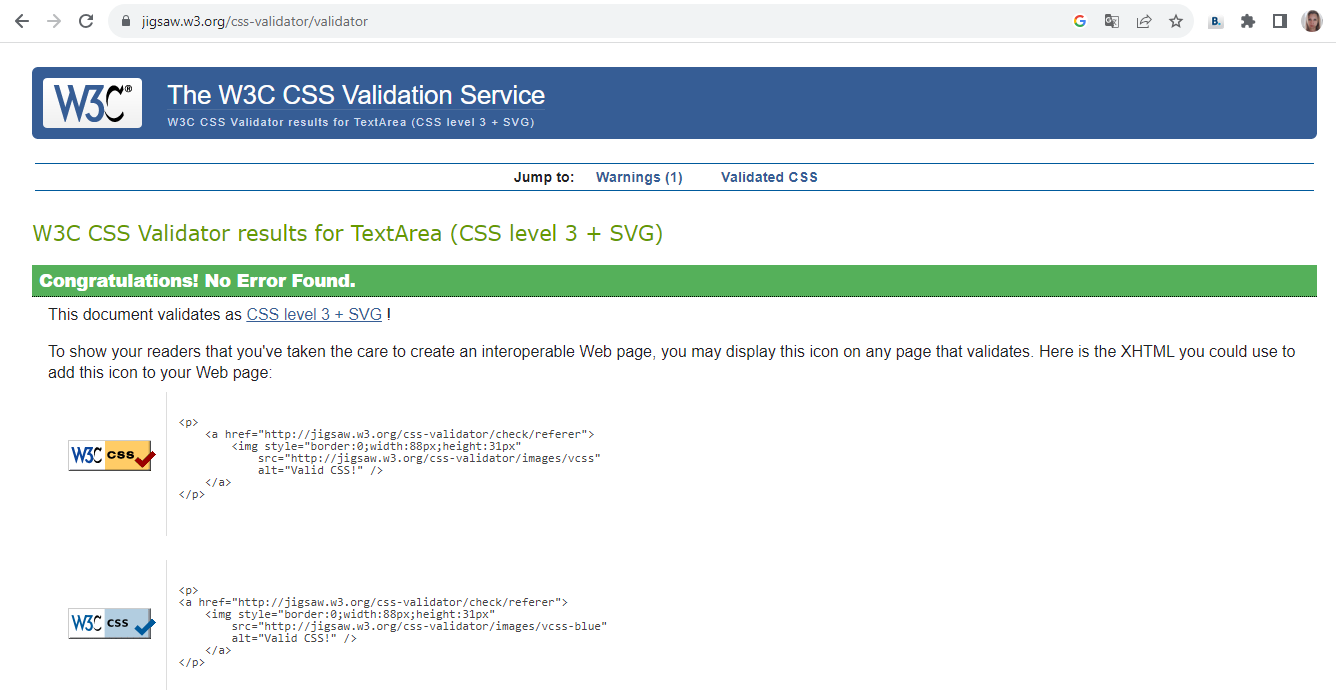 jigsaw.w3.org/css-validator/validator
B.
W3C®
The W3C CSS Validation Service
W3C CSS Validator results for TextArea (CSS level 3 + SVG)
Jump to: Warnings (1) Validated CSS
W3C CSS Validator results for TextArea (CSS level 3 + SVG)
Congratulations! No Error Found.
This document validates as CSS level 3 + SVG !
To show your readers that you've taken the care to create an interoperable Web page, you may display this icon on any page that validates. Here is the XHTML you could use to
add this icon to your Web page:
W3C css
<p>
<a href="http://jigsaw.w3.org/css-validator/check/referer">
<img style="border:0;width:88px;height:31px"
src="http://jigsaw.w3.org/css-validator/images/vcss"
alt="Valid CSS!" />
</a>
</p>
W3C css
<p>
<a href="http://jigsaw.w3.org/css-validator/check/referer">
<img style="border:0;width:88px;height:31px"
src="http://jigsaw.w3.org/css-validator/images/vcss-blue"
alt="Valid CSS!" />
</a>
</p>